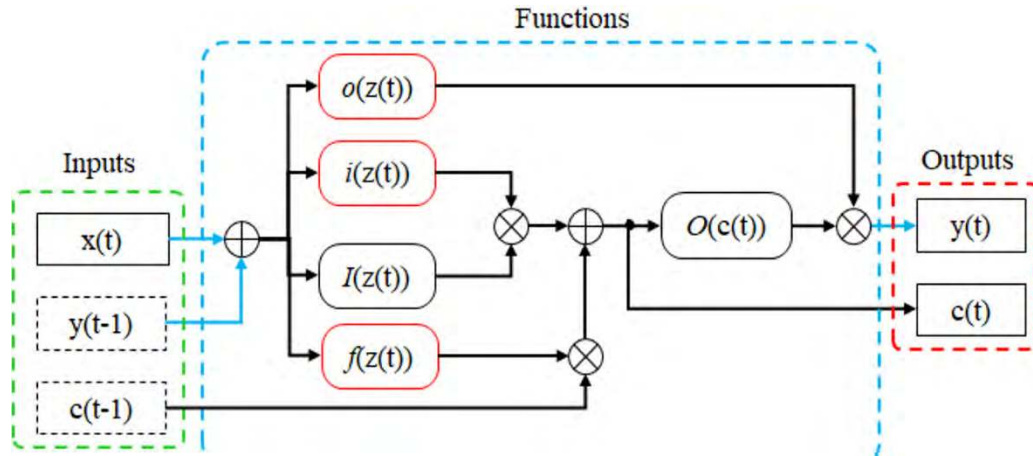 Functions
Inputs
Outputs
o(z(t))
i(z(t))
x(t)
O(c(t))
y(t)
I(z(t))
y(t-1)
c(t)
f(z(t))
c(t-1)